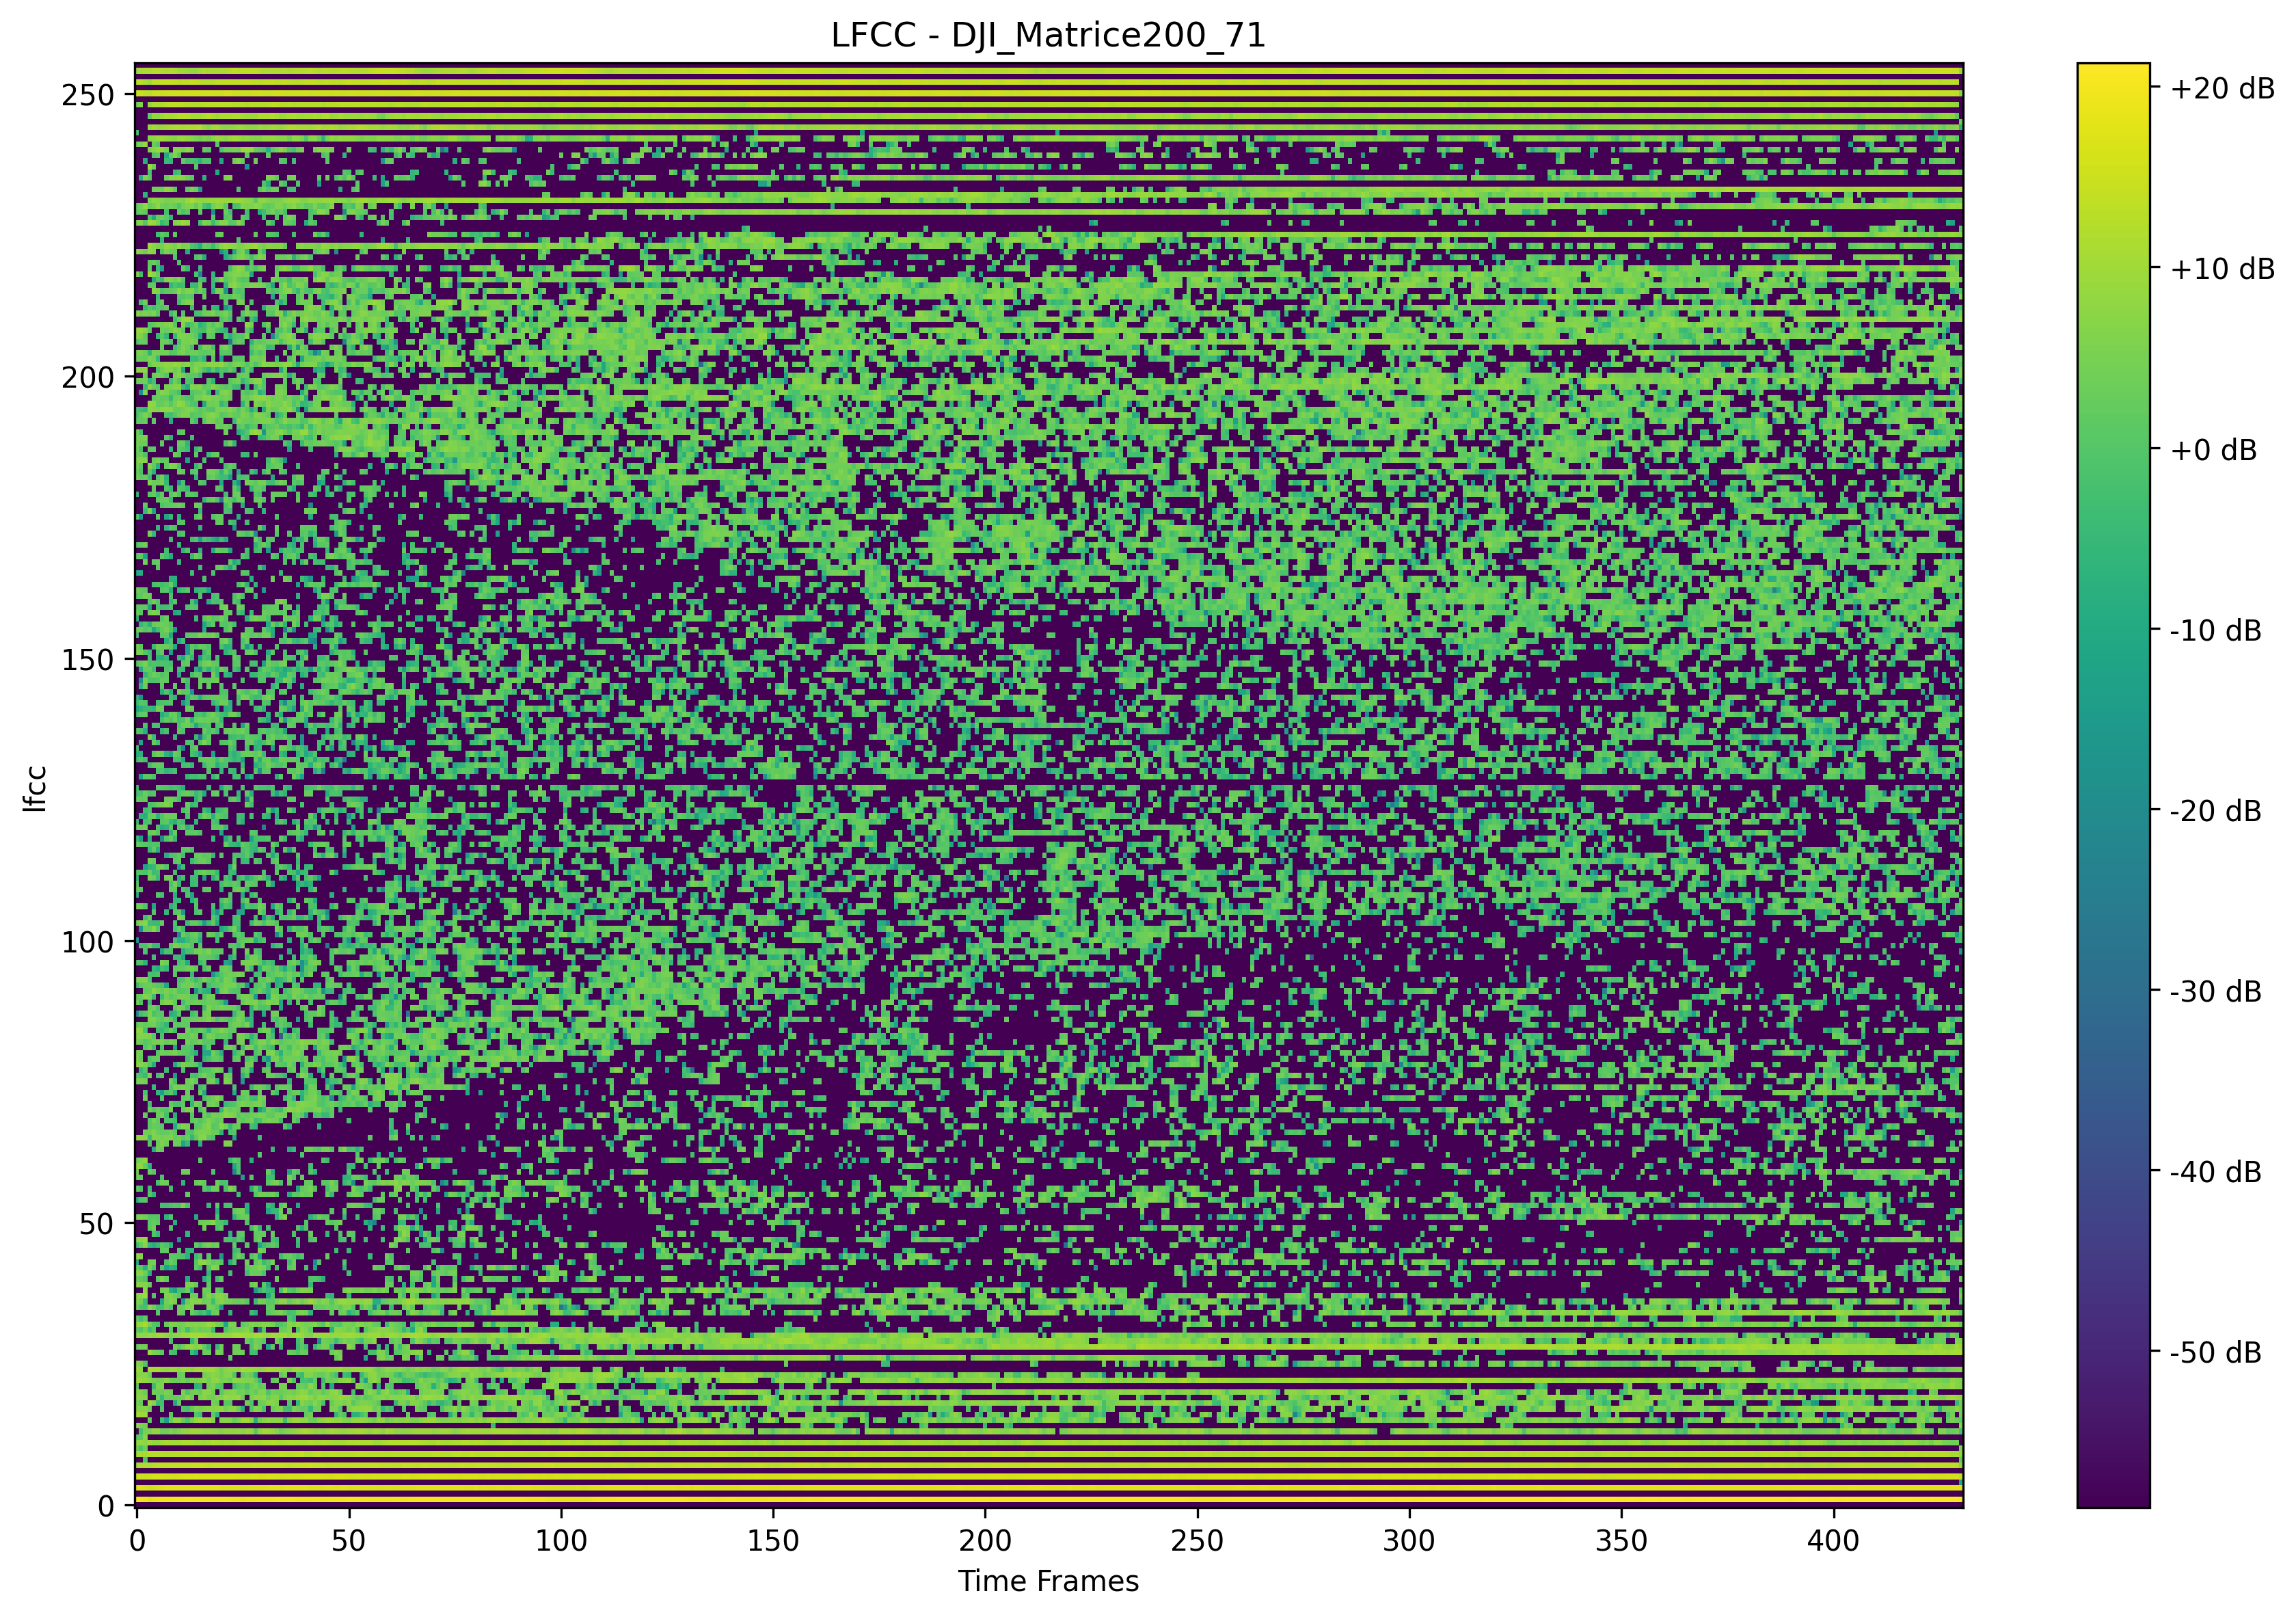 LFCC - DJI_Matrice200_71
250
200
150
100
50
0
lfcc
0 50 100 150 200 250 300 350 400
Time Frames
+20 dB
+10 dB
+0 dB
-10 dB
-20 dB
-30 dB
-40 dB
-50 dB